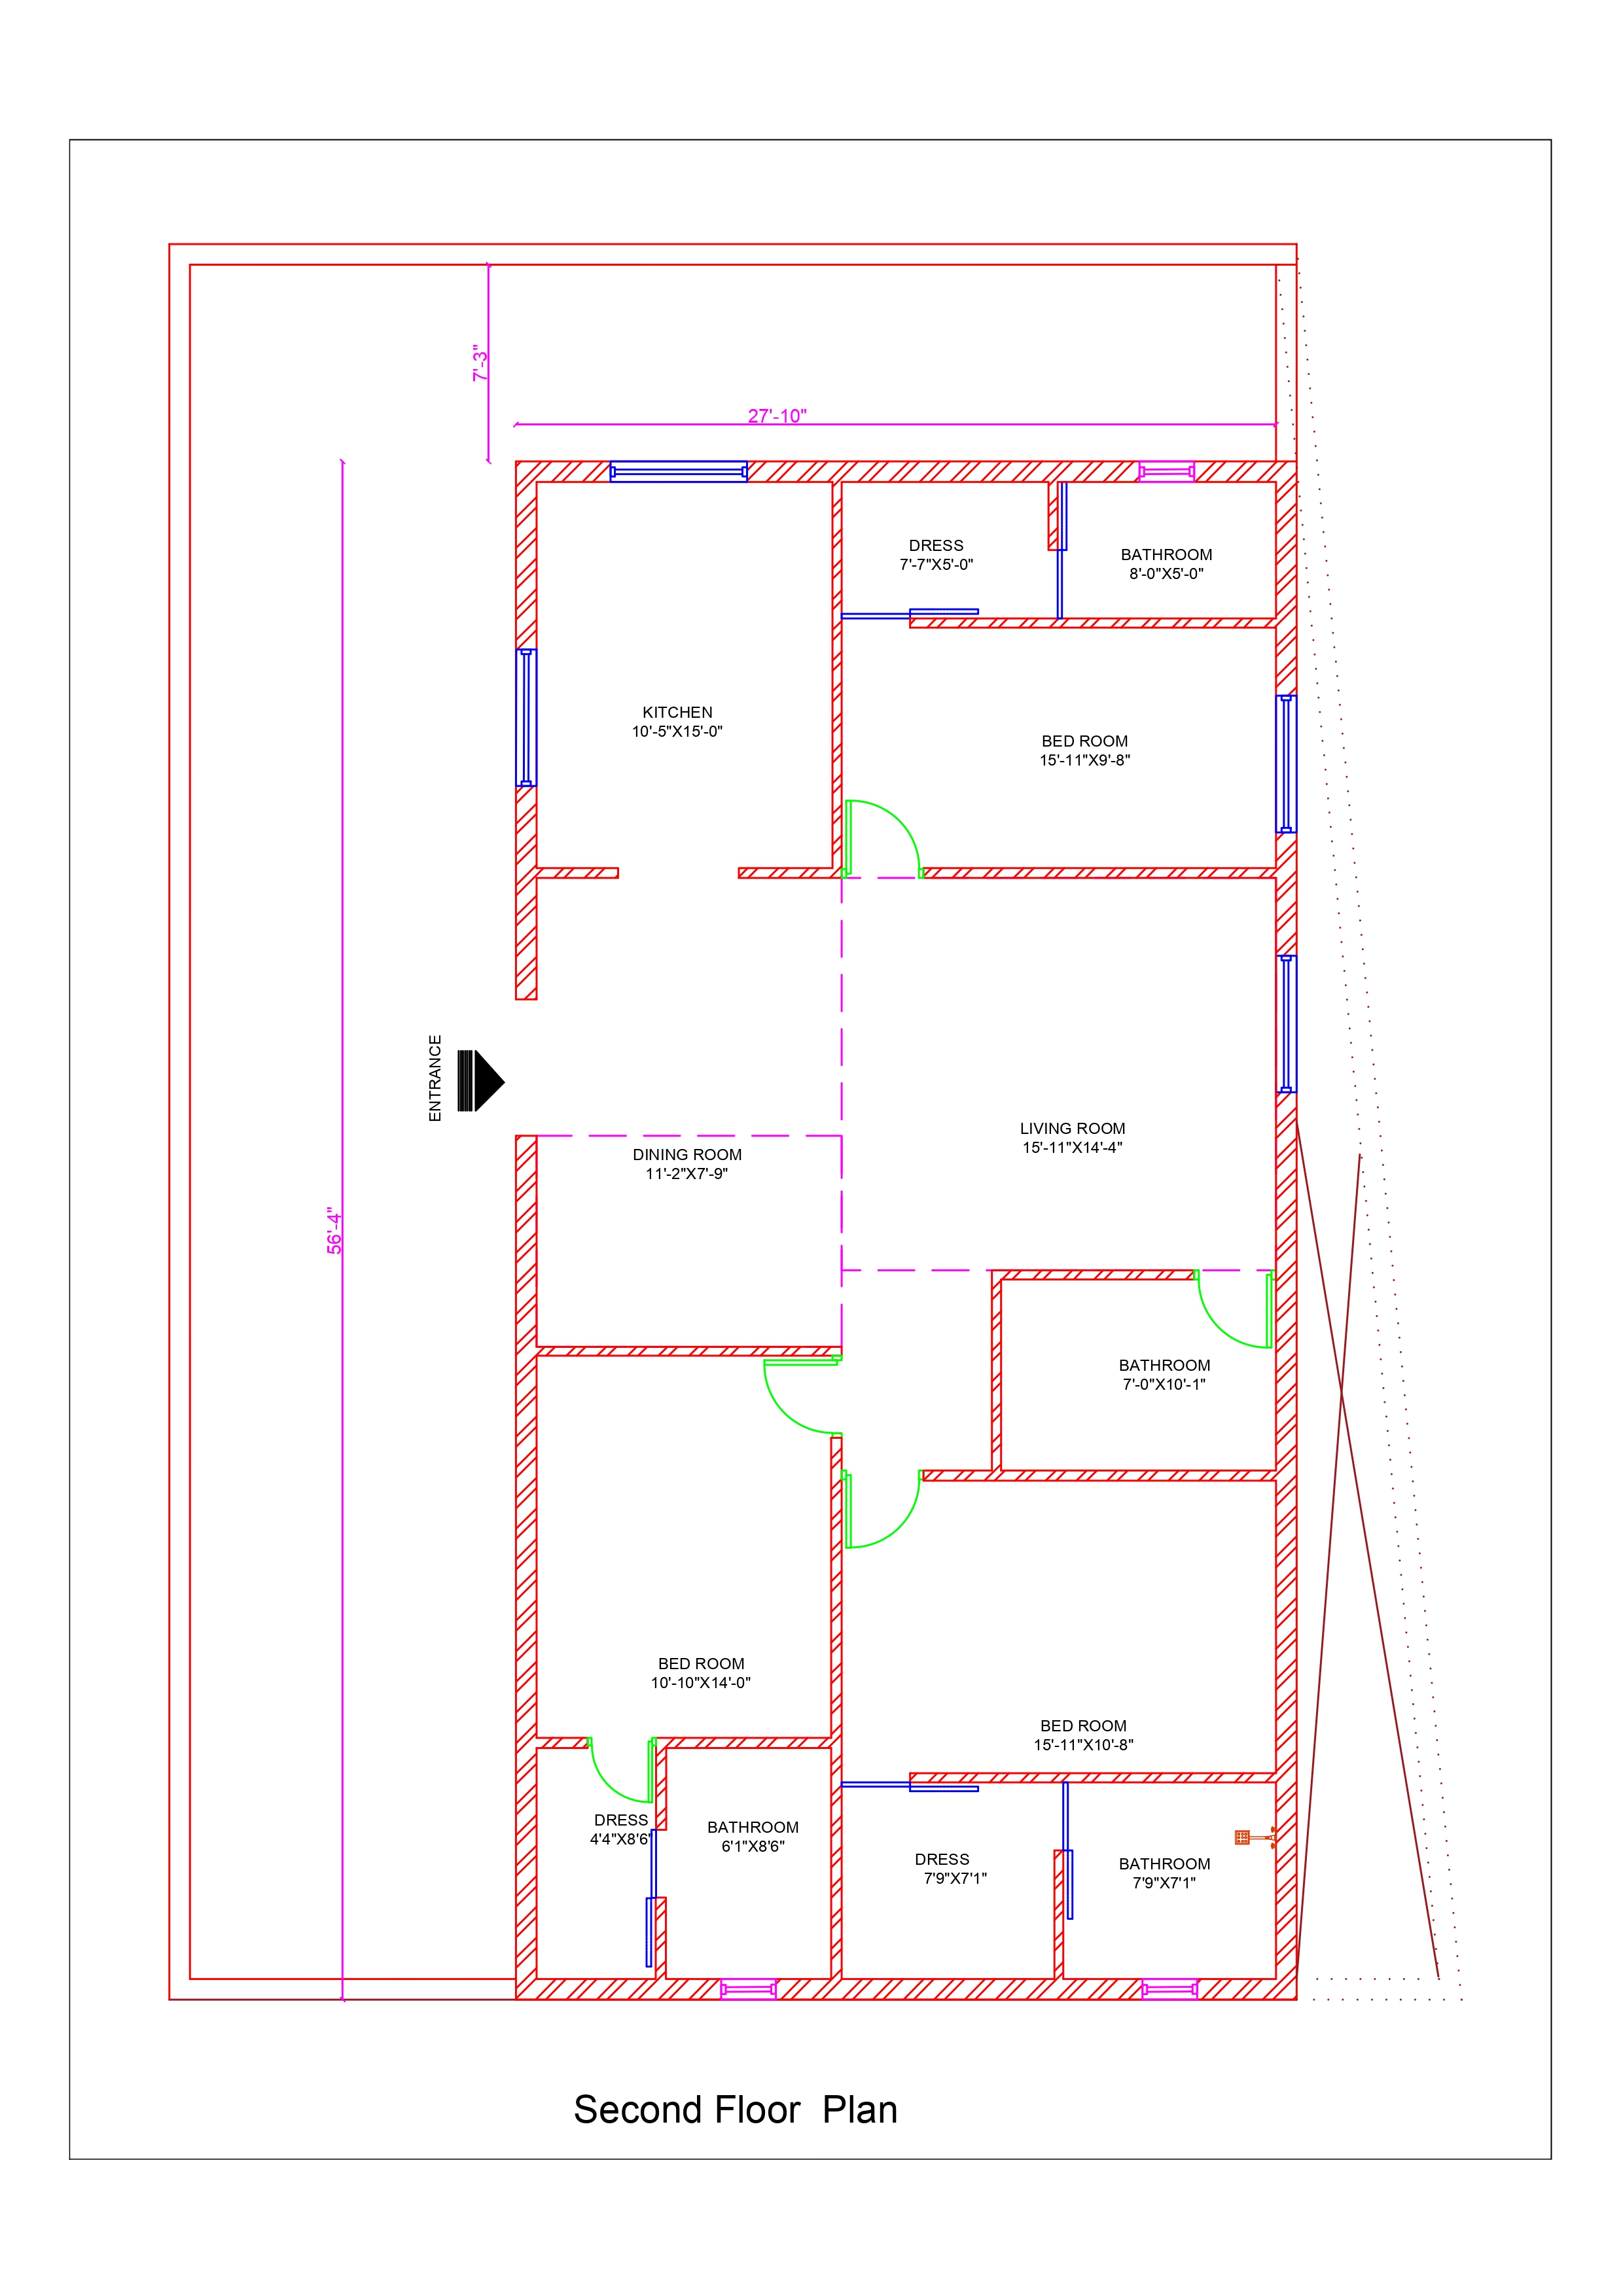 7'-3"
27'-10"
DRESS
7'-7"X5'-0"
BATHROOM
8'-0"X5'-0"
KITCHEN
10'-5"X15'-0"
BED ROOM
15'-11"X9'-8"
ENTRANCE
LIVING ROOM
15'-11"X14'-4"
DINING ROOM
11'-2"X7'-9"
56'-4"
BATHROOM
7'-0"X10'-1"
BED ROOM
10'-10"X14'-0"
BED ROOM
15'-11"X10'-8"
DRESS
4'4"X8'6"
BATHROOM
6'1"X8'6"
DRESS
7'9"X7'1"
BATHROOM
7'9"X7'1"
Second Floor  Plan